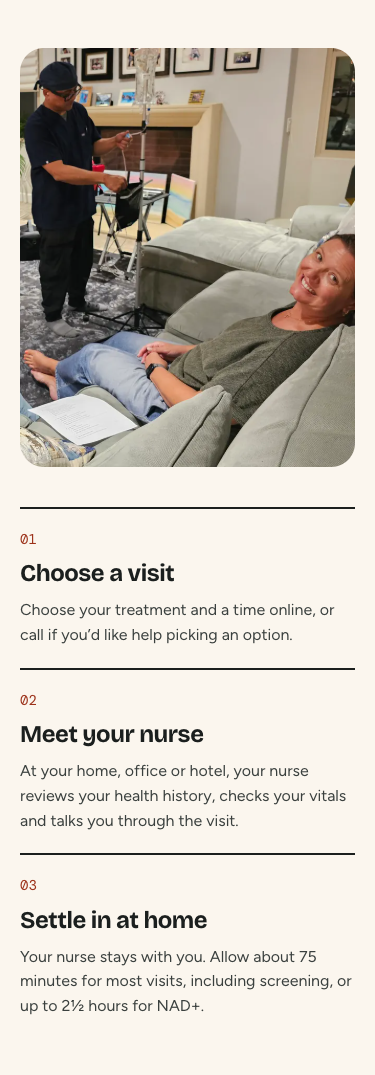 01
Choose a visit
Choose your treatment and a time online, or
call if you’d like help picking an option.
02
Meet your nurse
At your home, office or hotel, your nurse
reviews your health history, checks your vitals
and talks you through the visit.
03
Settle in at home
Your nurse stays with you. Allow about 75
minutes for most visits, including screening, or
up to 2½ hours for NAD+.